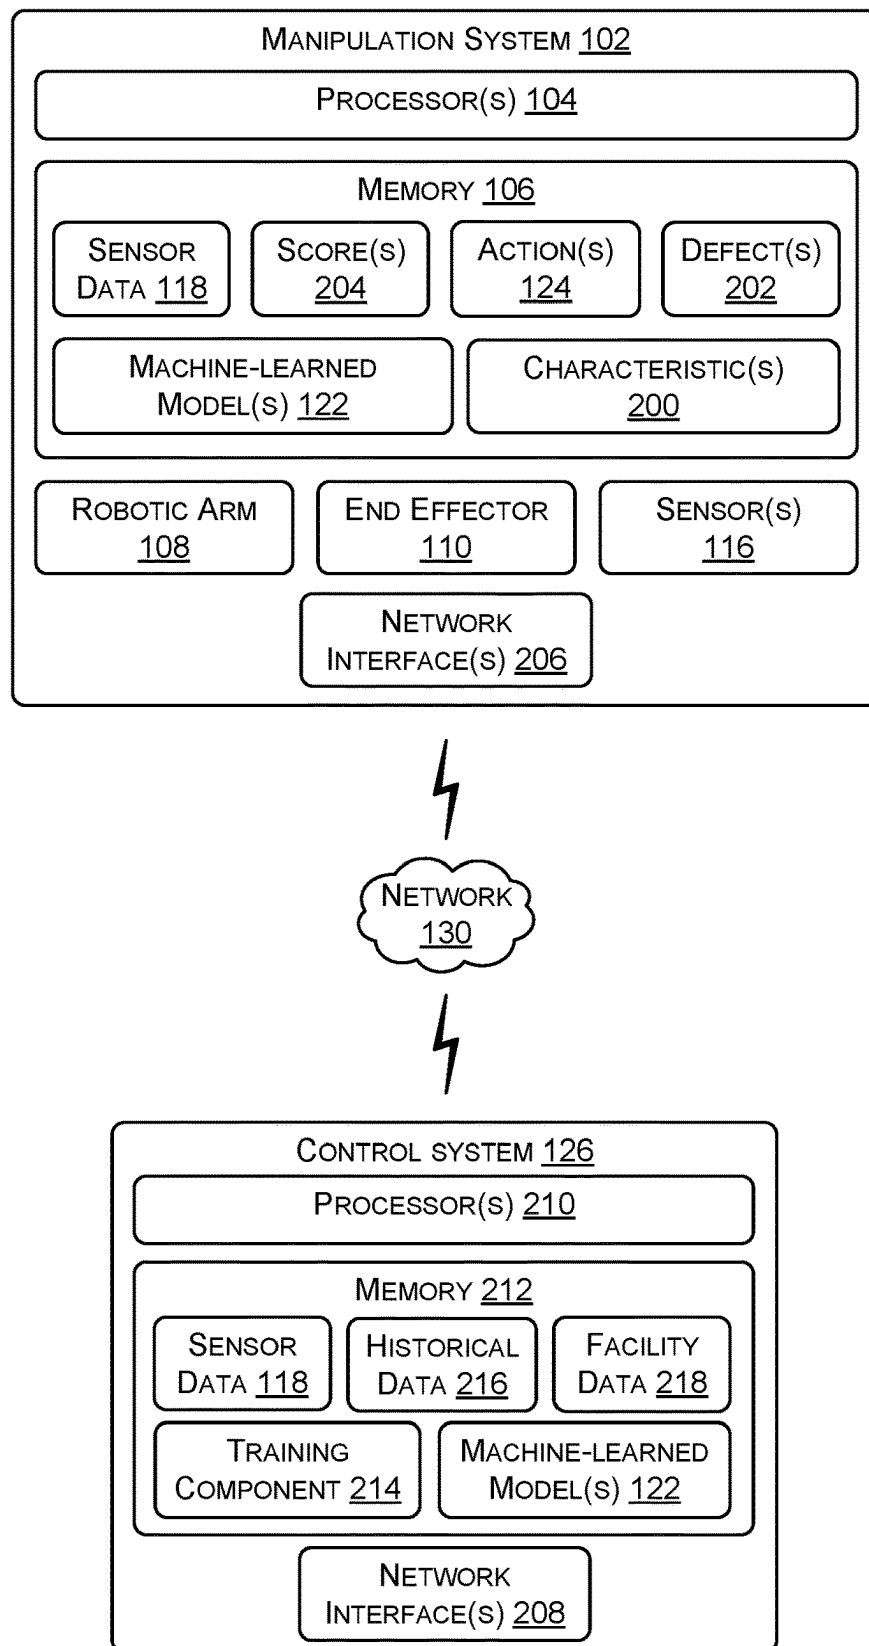 MANIPULATION SYSTEM 102
PROCESSOR(S) 104
MEMORY 106
SENSOR
DATA 118
SCORE(S)
204
ACTION(S)
124
DEFECT(S)
202
MACHINE-LEARNED
MODEL(S) 122
CHARACTERISTIC(S)
200
ROBOTIC ARM
108
END EFFECTOR
110
SENSOR(S)
116
NETWORK
INTERFACE(S) 206
NETWORK
130
CONTROL SYSTEM 126
PROCESSOR(S) 210
MEMORY 212
SENSOR
DATA 118
HISTORICAL
DATA 216
FACILITY
DATA 218
TRAINING
COMPONENT 214
MACHINE-LEARNED
MODEL(S) 122
NETWORK
INTERFACE(S) 208